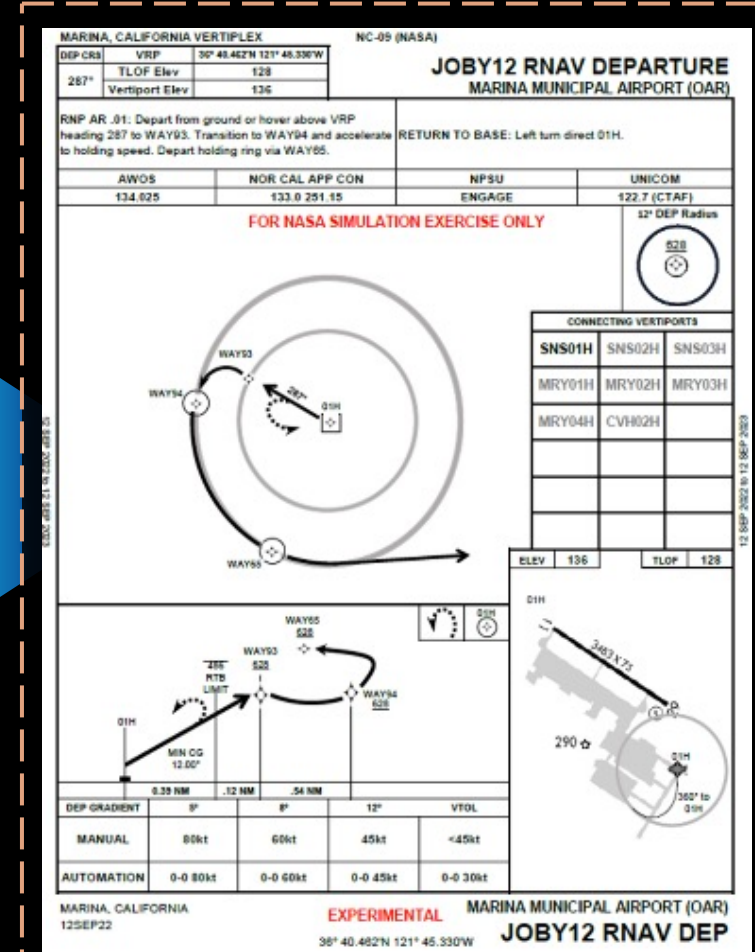 MARINA, CALIFORNIA VERTIPLEX
NC-09 (NASA)
DEP CRS
VRP
36° 40.462'N 121° 45.330'W
287°
TLOF Elev
128
Vertiport Elev
136
JOBY12 RNAV DEPARTURE
MARINA MUNICIPAL AIRPORT (OAR)
RNP AR .01: Depart from ground or hover above VRP
heading 287 to WAY93. Transition to WAY94 and accelerate
to holding speed. Depart holding ring via WAY65.
RETURN TO BASE: Left turn direct 01H.
AWOS
NOR CAL APP CON
NPSU
UNICOM
134.025
133.0 251.15
ENGAGE
122.7 (CTAF)
FOR NASA SIMULATION EXERCISE ONLY
12° DEP Radius
628
WAY93
WAY94
287°
01H
WAY65
CONNECTING VERTIPORTS
SNS01H SNS02H SNS03H
MRY01H MRY02H MRY03H
MRY04H CVH02H
12 SEP 2022 to 12 SEP 2023
12 SEP 2022 to 12 SEP 2023
ELEV 136
TLOF 128
01H
3483 X 75
290
01H
360° to
01H
WAY65
628
WAY93
628
RTB
LIMIT
WAY94
628
01H
01H
MIN CG
12.00°
0.39 NM
.12 NM
.54 NM
DEP GRADIENT
8°
12°
VTOL
MANUAL
80kt
60kt
45kt
<45kt
AUTOMATION
0-0 80kt
0-0 60kt
0-0 45kt
0-0 30kt
MARINA, CALIFORNIA
12SEP22
EXPERIMENTAL
36° 40.462'N 121° 45.330'W
MARINA MUNICIPAL AIRPORT (OAR)
JOBY12 RNAV DEP